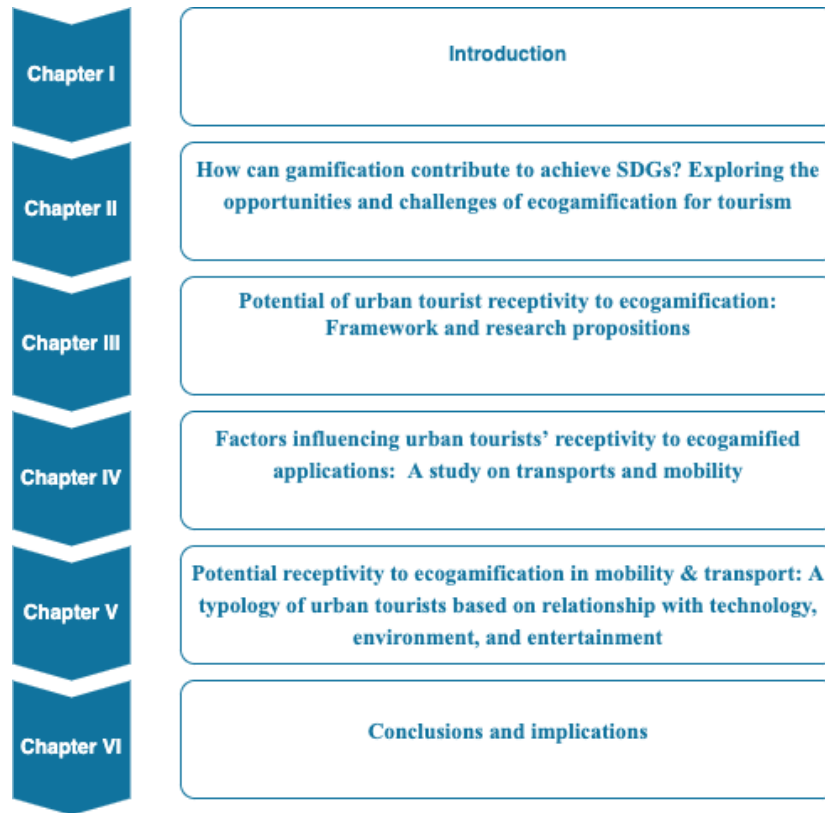 Chapter I
Introduction
Chapter II
How can gamification contribute to achieve SDGs? Exploring the
opportunities and challenges of ecogamification for tourism
Chapter III
Potential of urban tourist receptivity to ecogamification:
Framework and research propositions
Chapter IV
Factors influencing urban tourists’ receptivity to ecogamified
applications:  A study on transports and mobility
Chapter V
Potential receptivity to ecogamification in mobility & transport: A
typology of urban tourists based on relationship with technology,
environment, and entertainment
Chapter VI
Conclusions and implications